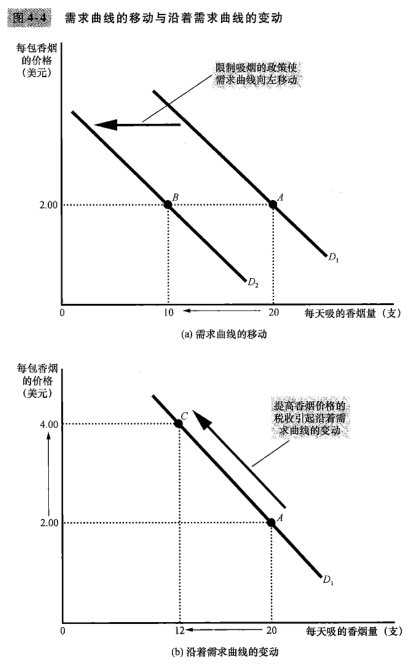 图 4-4 需求曲线的移动与沿着需求曲线的变动
每包香烟
的价格
(美元)
限制吸烟的政策使
需求曲线向左移动
2.00
B
A
D₂
D₁
0
10
20
每天吸的香烟量(支)
(a) 需求曲线的移动
每包香烟
的价格
(美元)
提高香烟价格的
税收引起沿着需
求曲线的变动
4.00
C
2.00
A
D₁
0
12
20
每天吸的香烟量(支)
(b) 沿着需求曲线的变动